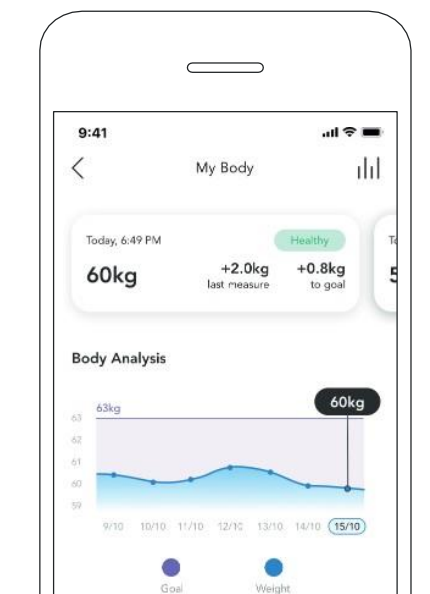 9:41
My Body
Today, 6:49 PM
Healthy
60kg
+2.0kg
last measure
+0.8kg
to goal
Body Analysis
60kg
63kg
63
62
61
60
59
9/10 10/10 11/10 12/10 13/10 14/10 15/10
Goal Weight